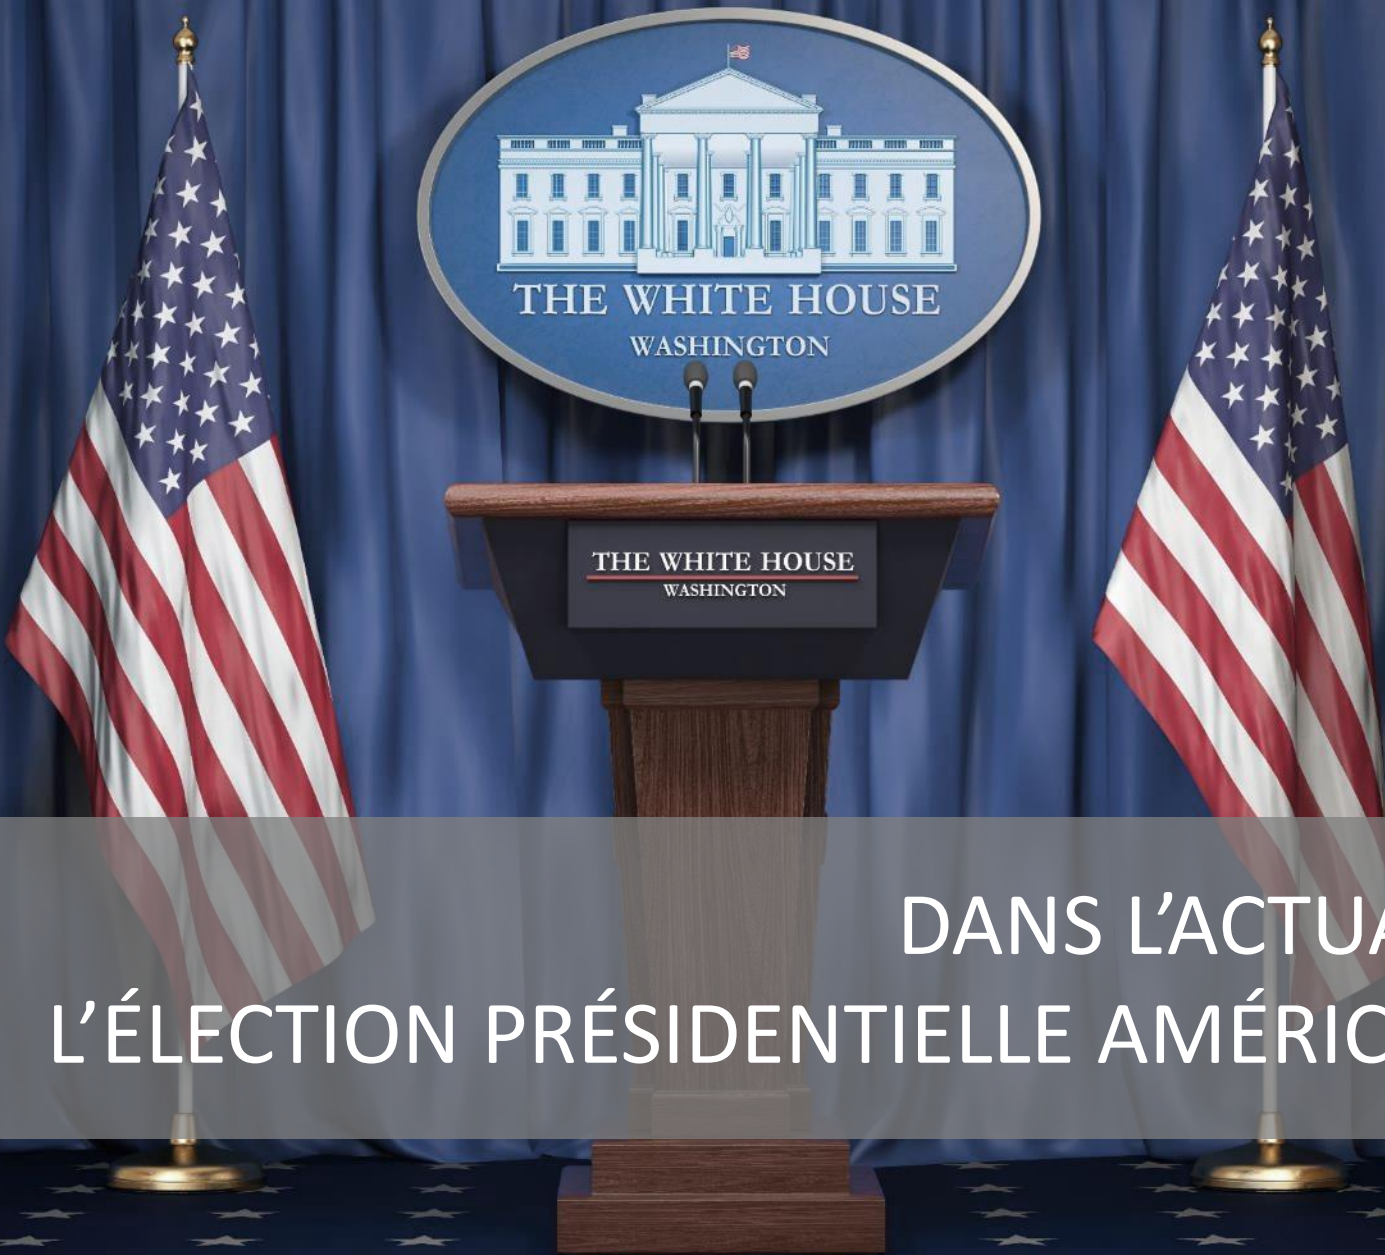 THE WHITE HOUSE
WASHINGTON
THE WHITE HOUSE
WASHINGTON
DANS L’ACTUA
L’ÉLECTION PRÉSIDENTIELLE AMÉRIC